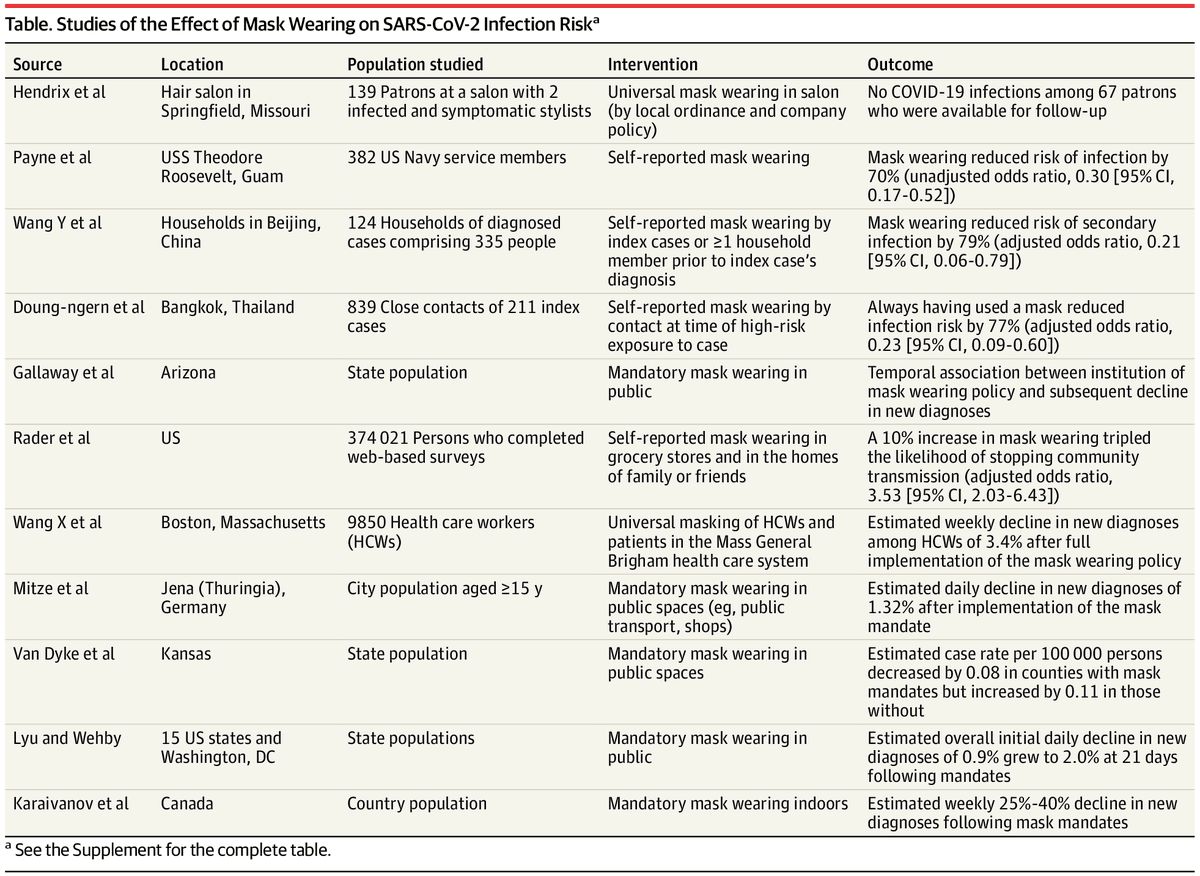 Table. Studies of the Effect of Mask Wearing on SARS-CoV-2 Infection Riskᵃ
Source Location Population studied Intervention Outcome
Hendrix et al
Hair salon in
Springfield, Missouri
139 Patrons at a salon with 2
infected and symptomatic stylists
Universal mask wearing in salon
(by local ordinance and company
policy)
No COVID-19 infections among 67 patrons
who were available for follow-up
Payne et al
USS Theodore
Roosevelt, Guam
382 US Navy service members
Self-reported mask wearing
Mask wearing reduced risk of infection by
70% (unadjusted odds ratio, 0.30 [95% CI,
0.17-0.52])
Wang Y et al
Households in Beijing,
China
124 Households of diagnosed
cases comprising 335 people
Self-reported mask wearing by
index cases or ≥1 household
member prior to index case's
diagnosis
Mask wearing reduced risk of secondary
infection by 79% (adjusted odds ratio, 0.21
[95% CI, 0.06-0.79])
Doung-ngern et al
Bangkok, Thailand
839 Close contacts of 211 index
cases
Self-reported mask wearing by
contact at time of high-risk
exposure to case
Always having used a mask reduced
infection risk by 77% (adjusted odds ratio,
0.23 [95% CI, 0.09-0.60])
Gallaway et al
Arizona
State population
Mandatory mask wearing in
public
Temporal association between institution of
mask wearing policy and subsequent decline
in new diagnoses
Rader et al
US
374 021 Persons who completed
web-based surveys
Self-reported mask wearing in
grocery stores and in the homes
of family or friends
A 10% increase in mask wearing tripled
the likelihood of stopping community
transmission (adjusted odds ratio,
3.53 [95% CI, 2.03-6.43])
Wang X et al
Boston, Massachusetts
9850 Health care workers
(HCWs)
Universal masking of HCWs and
patients in the Mass General
Brigham health care system
Estimated weekly decline in new diagnoses
among HCWs of 3.4% after full
implementation of the mask wearing policy
Mitze et al
Jena (Thuringia),
Germany
City population aged ≥15 y
Mandatory mask wearing in
public spaces (eg, public
transport, shops)
Estimated daily decline in new diagnoses of
1.32% after implementation of the mask
mandate
Van Dyke et al
Kansas
State population
Mandatory mask wearing in
public spaces
Estimated case rate per 100 000 persons
decreased by 0.08 in counties with mask
mandates but increased by 0.11 in those
without
Lyu and Wehby
15 US states and
Washington, DC
State populations
Mandatory mask wearing in
public
Estimated overall initial daily decline in new
diagnoses of 0.9% grew to 2.0% at 21 days
following mandates
Karaivanov et al
Canada
Country population
Mandatory mask wearing indoors
Estimated weekly 25%-40% decline in new
diagnoses following mask mandates
ᵃ See the Supplement for the complete table.